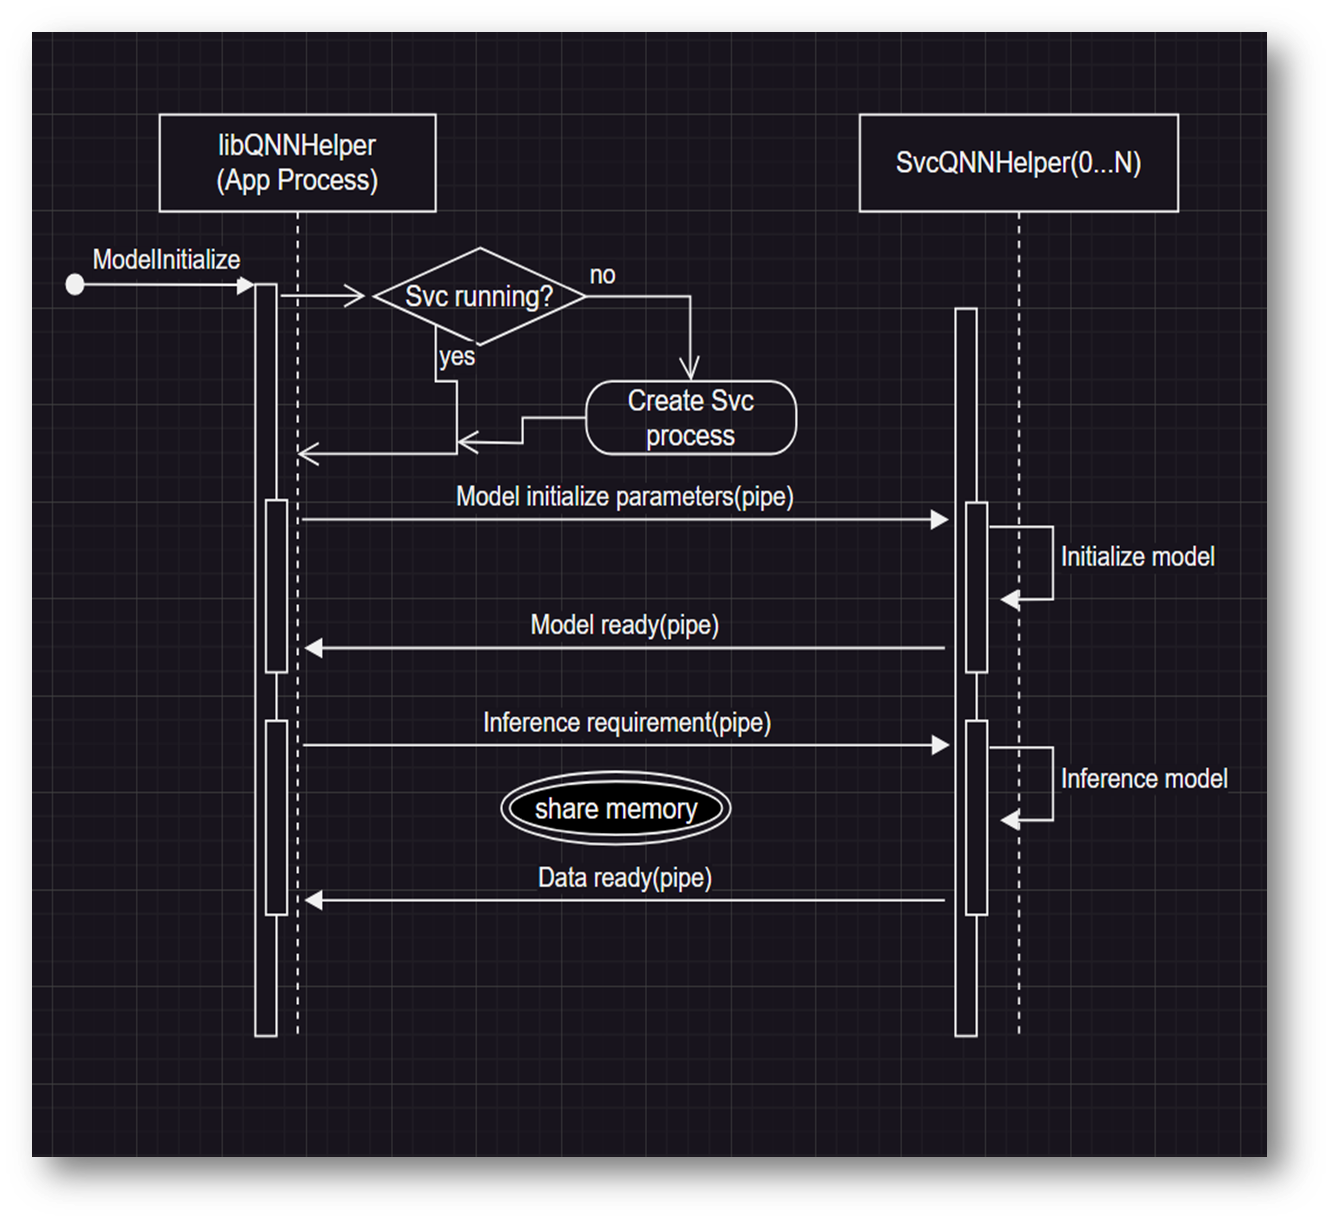 libQNNHelper
(App Process)
SvcQNNHelper(0...N)
ModelInitialize
Svc running?
no
yes
Create Svc
process
Model initialize parameters(pipe)
Initialize model
Model ready(pipe)
Inference requirement(pipe)
Inference model
share memory
Data ready(pipe)